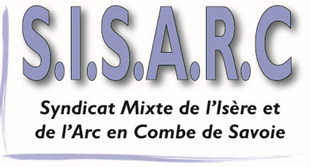 S.I.S.A.R.C
Syndicat Mixte de l'Isère et
de l'Arc en Combe de Savoie